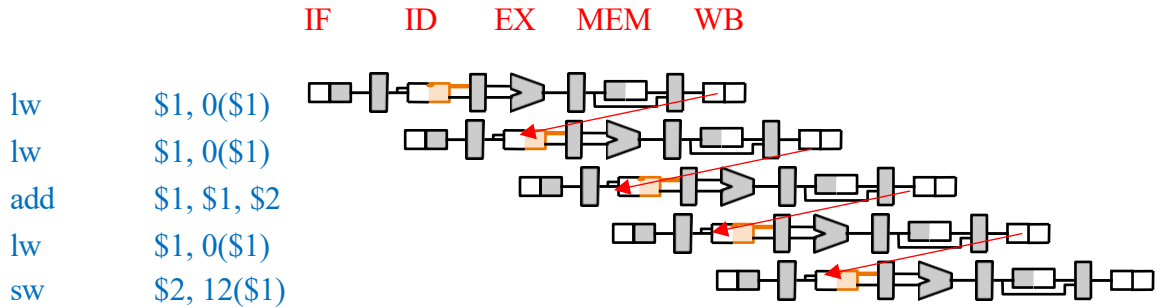 IF ID EX MEM WB
lw $1, 0($1)
lw $1, 0($1)
add $1, $1, $2
lw $1, 0($1)
sw $2, 12($1)